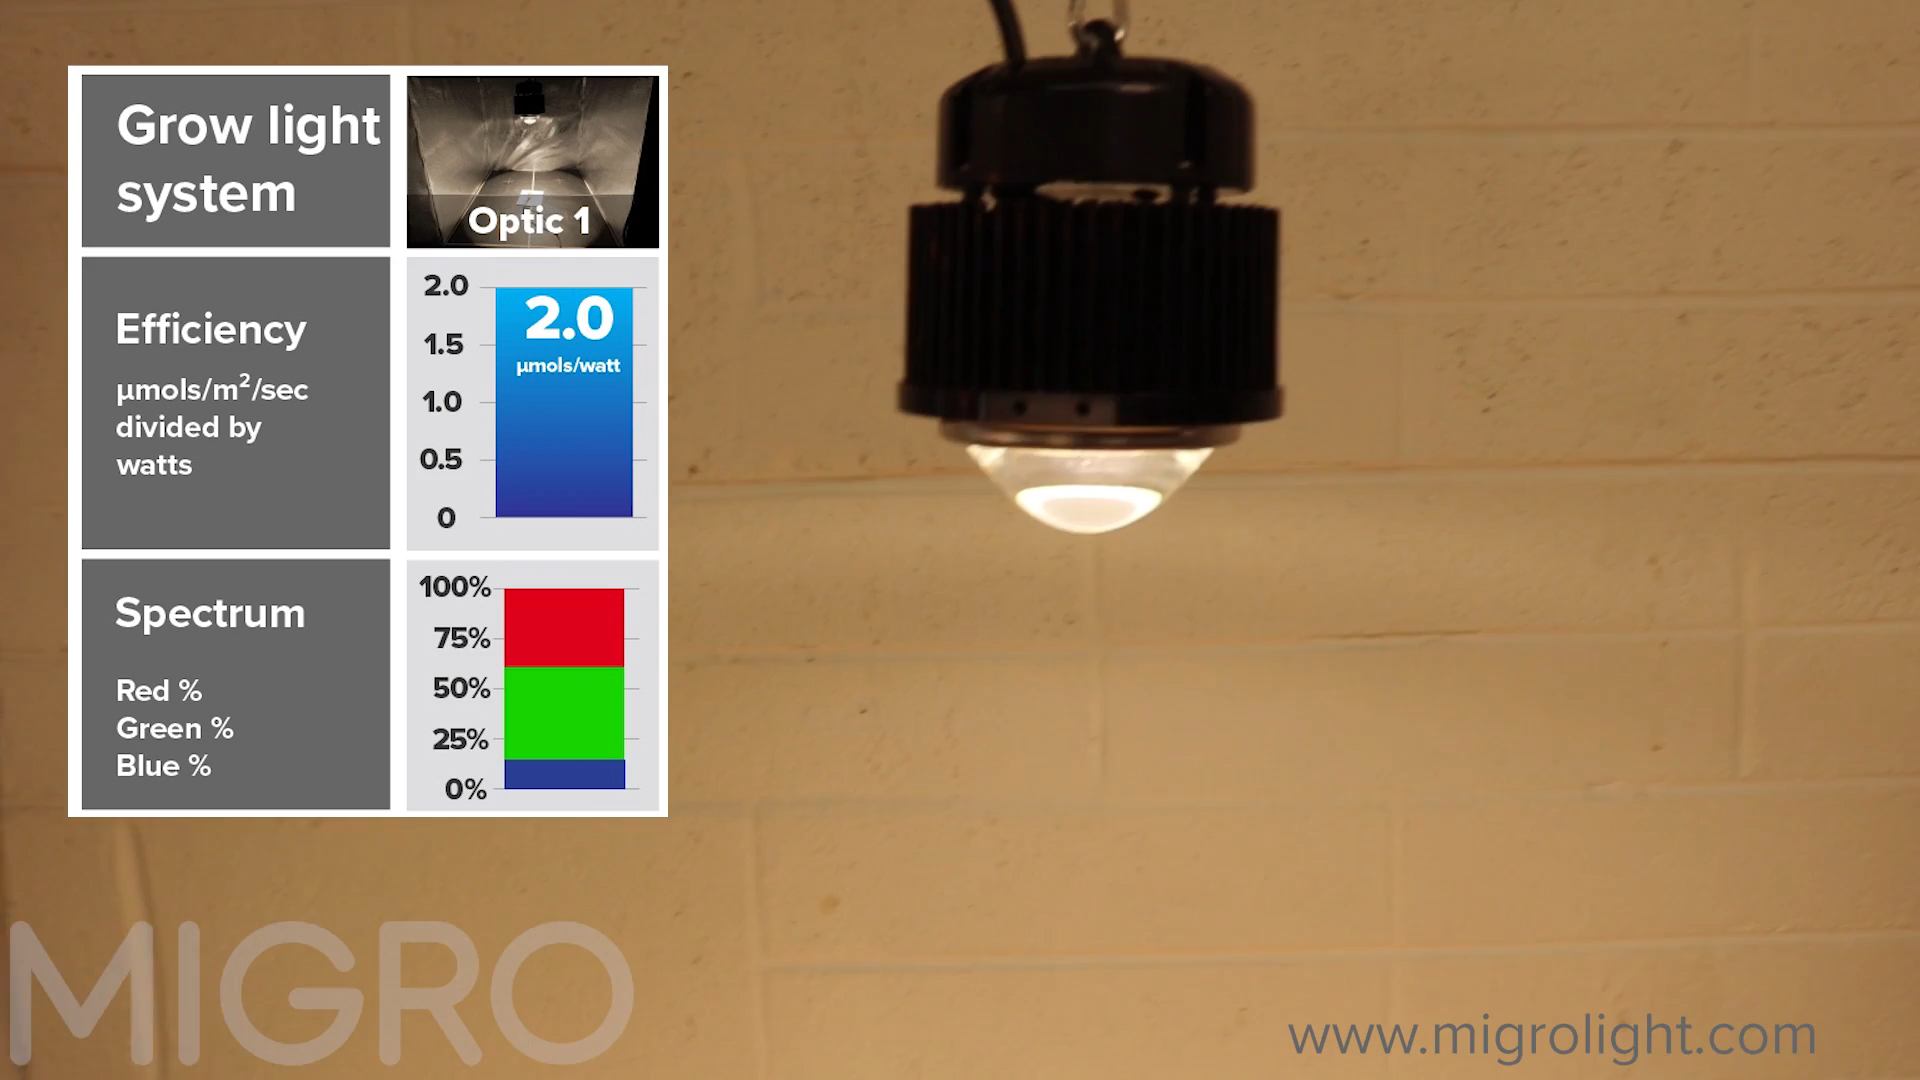 Grow light
system
Optic 1
Efficiency
µmols/m²/sec
divided by
watts
2.0
1.5
1.0
0.5
0
2.0
µmols/watt
Spectrum
Red %
Green %
Blue %
100%
75%
50%
25%
0%
MIGRO
www.migrolight.com